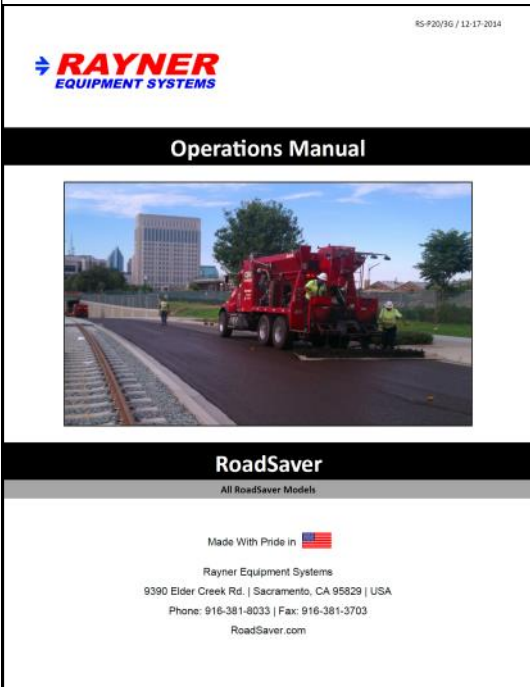 RS-P20/3G / 12-17-2014
RAYNER
EQUIPMENT SYSTEMS
Operations Manual
RoadSaver
All RoadSaver Models
Made With Pride in
Rayner Equipment Systems
9390 Elder Creek Rd. | Sacramento, CA 95829 | USA
Phone: 916-381-8033 | Fax: 916-381-3703
RoadSaver.com